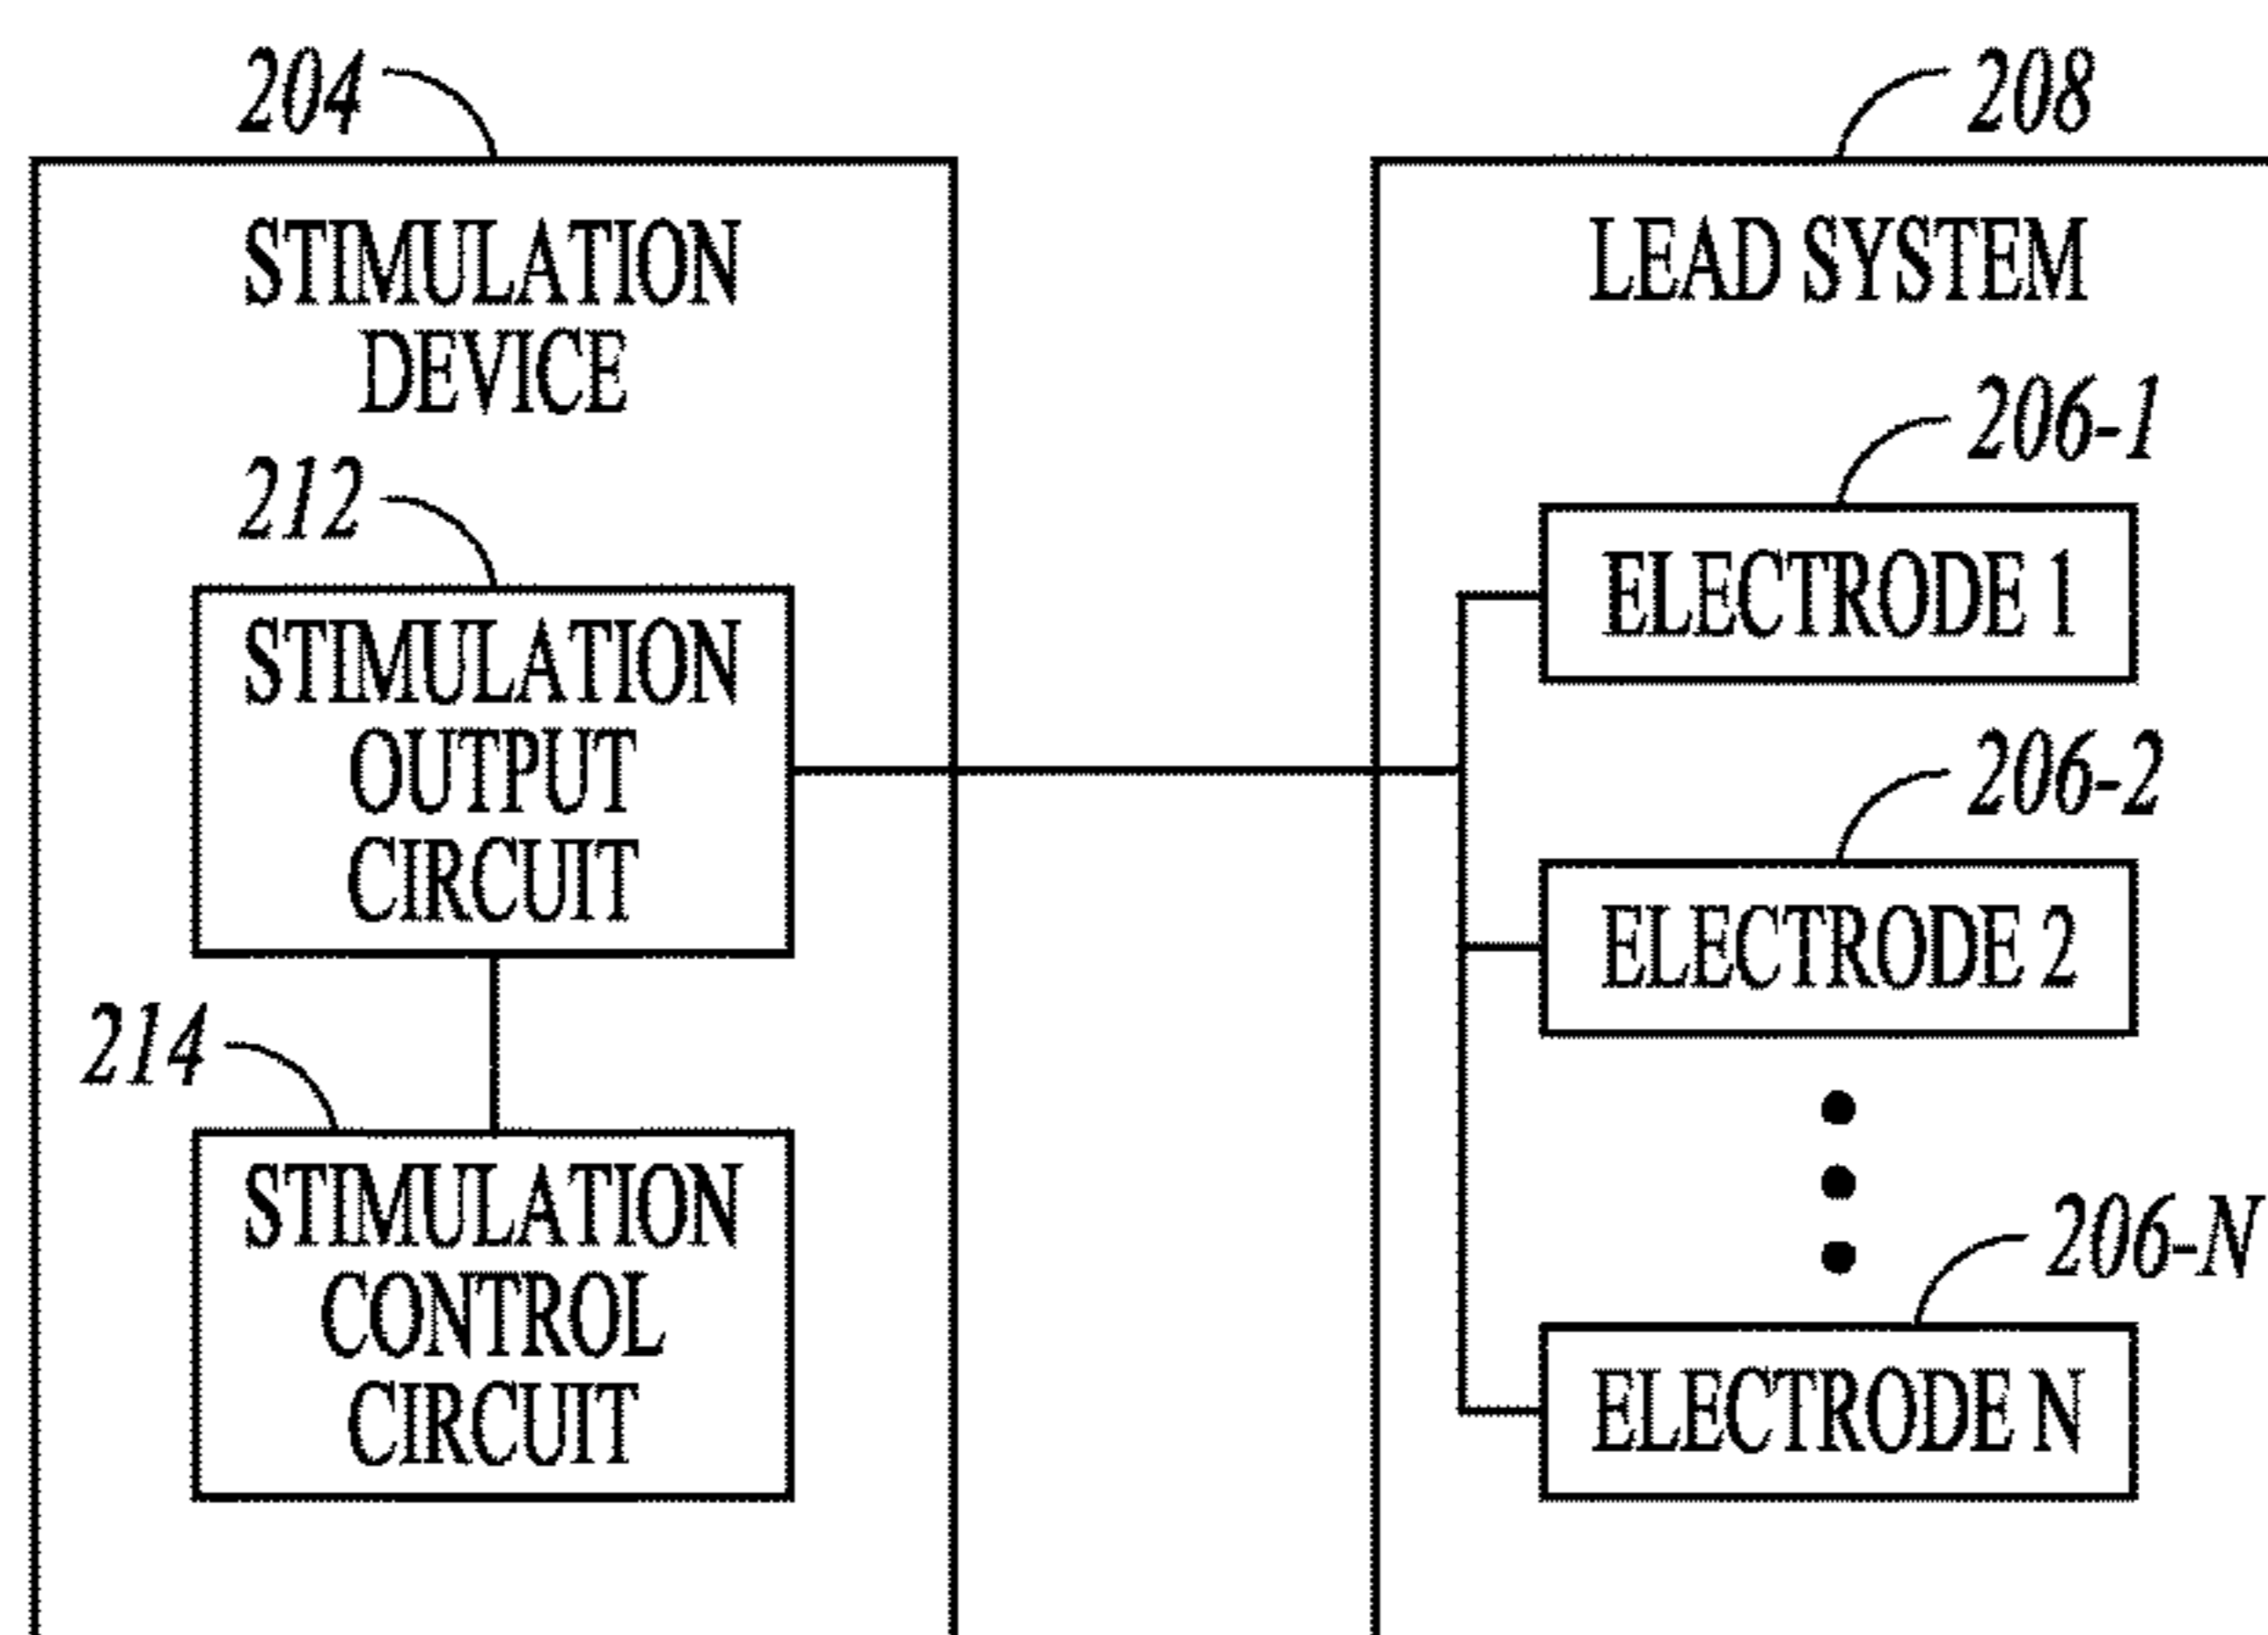 204
STIMULATION
DEVICE
212
STIMULATION
OUTPUT
CIRCUIT
214
STIMULATION
CONTROL
CIRCUIT
208
LEAD SYSTEM
206-1
ELECTRODE 1
206-2
ELECTRODE 2
206-N
ELECTRODE N